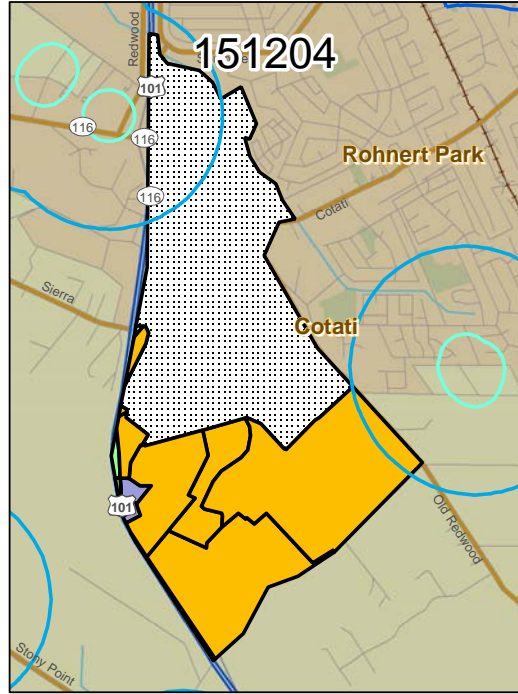 151204
Redwood
101
116
116
Rohnert Park
116
Cotati
Sierra
Cotati
101
Old Redwood
Stony Point